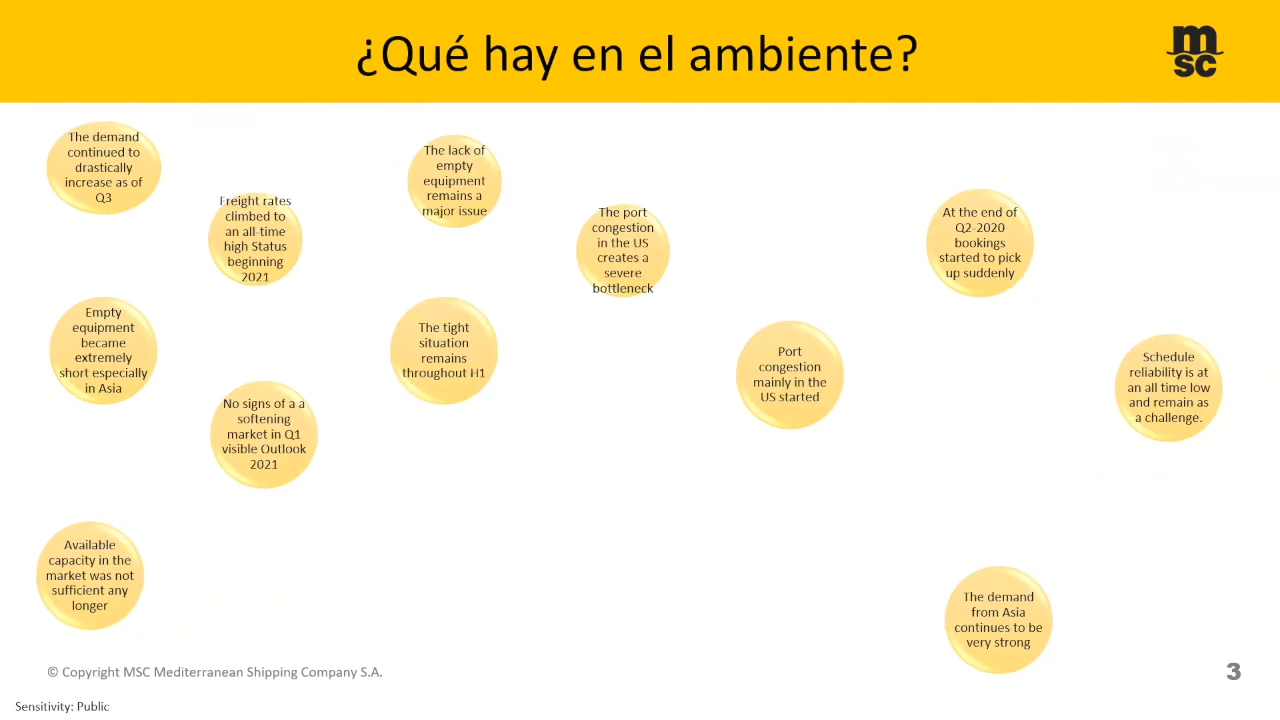 ¿Qué hay en el ambiente?
msc
The demand
continued to
drastically
increase as of
Q3
Freight rates
climbed to
an all-time
high Status
beginning
2021
The lack of
empty
equipment
remains a
major issue
The port
congestion
in the US
creates a
severe
bottleneck
At the end of
Q2-2020
bookings
started to pick
up suddenly
Empty
equipment
became
extremely
short especially
in Asia
No signs of a a
softening
market in Q1
visible Outlook
2021
The tight
situation
remains
throughout H1
Port
congestion
mainly in the
US started
Schedule
reliability is at
an all time low
and remain as
a challenge.
Available
capacity in the
market was not
sufficient any
longer
The demand
from Asia
continues to be
very strong
© Copyright MSC Mediterranean Shipping Company S.A.
3
Sensitivity: Public